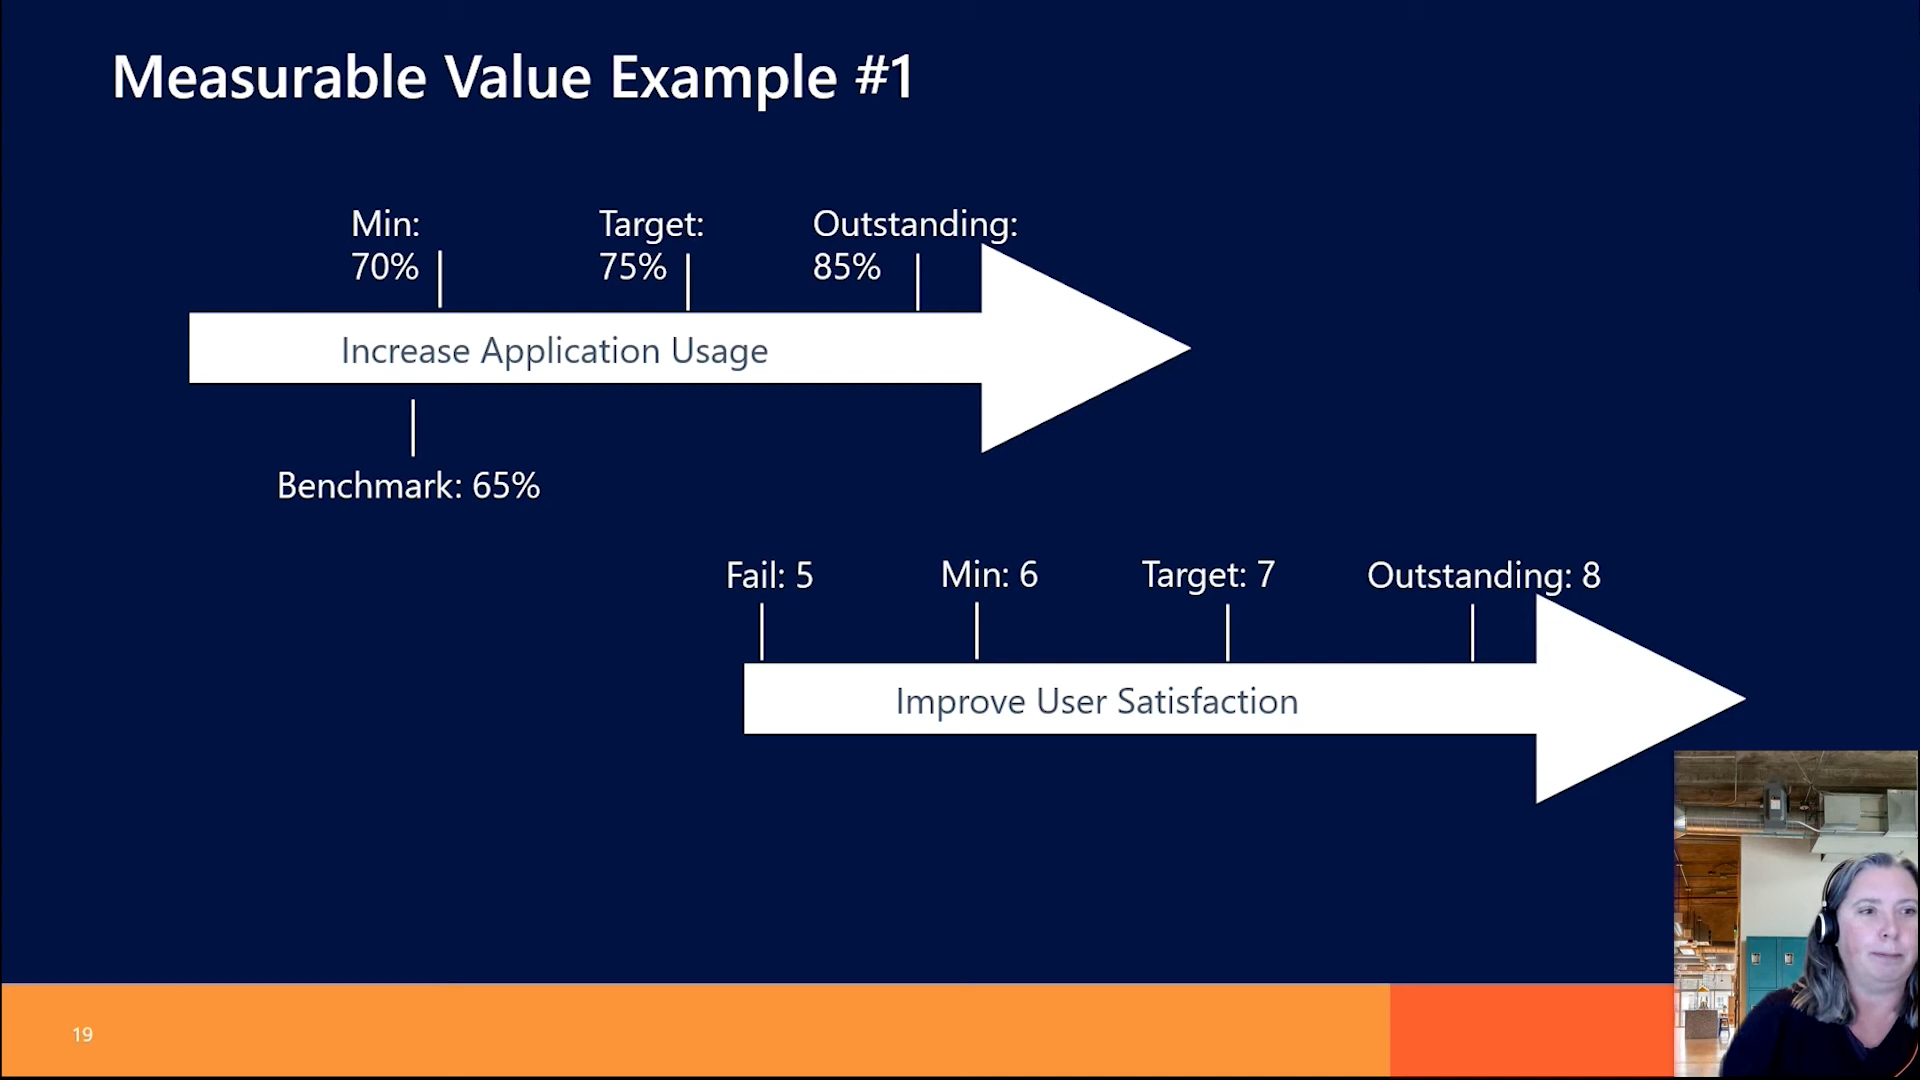 Measurable Value Example #1
Min:
70%
Target:
75%
Outstanding:
85%
Increase Application Usage
Benchmark: 65%
Fail: 5
Min: 6
Target: 7
Outstanding: 8
Improve User Satisfaction
19